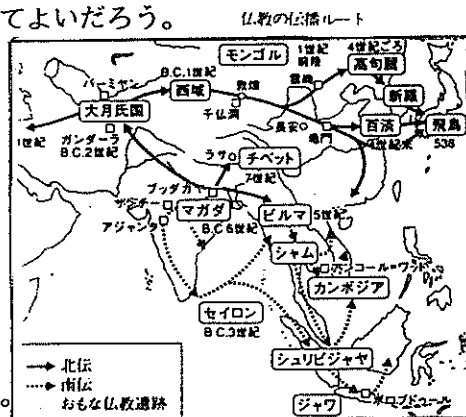 てよいだろう。
仏教の伝播ルート
モンゴル
1世紀
前陵
4世紀ごろ
高句麗
バーミヤン
B.C.1世紀
西域
敦煌
雲崗
新羅
大月氏国
千仏洞
長安
竜門
百済
飛鳥
1世紀
ガンダーラ
B.C.2世紀
ラサ
チベット
7世紀
4世紀末
538
ブッダガヤ
サーンチー
マガダ
ビルマ
5世紀
アジャンタ
B.C.6世紀
シャム
アンコール=ワット
カンボジア
セイロン
B.C.3世紀
シュリビジャヤ
北伝
南伝
おもな仏教遺跡
ジャワ
ボロブドゥール
。